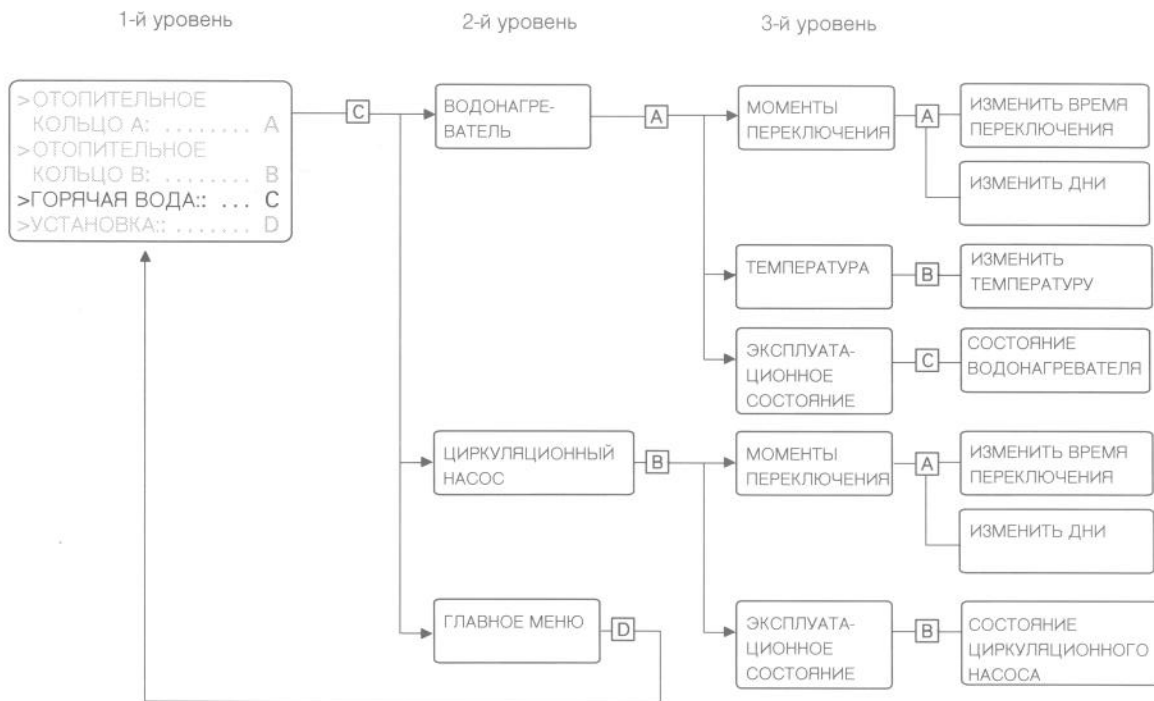 1-й уровень
2-й уровень
3-й уровень
>ОТОПИТЕЛЬНОЕ
КОЛЬЦО А: ........ A
>ОТОПИТЕЛЬНОЕ
КОЛЬЦО В: ........ B
>ГОРЯЧАЯ ВОДА:: ... C
>УСТАНОВКА:: ....... D
C
ВОДОНАГРЕ-
ВАТЕЛЬ
A
МОМЕНТЫ
ПЕРЕКЛЮЧЕНИЯ
A
ИЗМЕНИТЬ ВРЕМЯ
ПЕРЕКЛЮЧЕНИЯ
ИЗМЕНИТЬ ДНИ
ТЕМПЕРАТУРА
B
ИЗМЕНИТЬ
ТЕМПЕРАТУРУ
ЭКСПЛУАТА-
ЦИОННОЕ
СОСТОЯНИЕ
C
СОСТОЯНИЕ
ВОДОНАГРЕВАТЕЛЯ
ЦИРКУЛЯЦИОННЫЙ
НАСОС
B
МОМЕНТЫ
ПЕРЕКЛЮЧЕНИЯ
A
ИЗМЕНИТЬ ВРЕМЯ
ПЕРЕКЛЮЧЕНИЯ
ИЗМЕНИТЬ ДНИ
ГЛАВНОЕ МЕНЮ
D
ЭКСПЛУАТА-
ЦИОННОЕ
СОСТОЯНИЕ
B
СОСТОЯНИЕ
ЦИРКУЛЯЦИОННОГО
НАСОСА